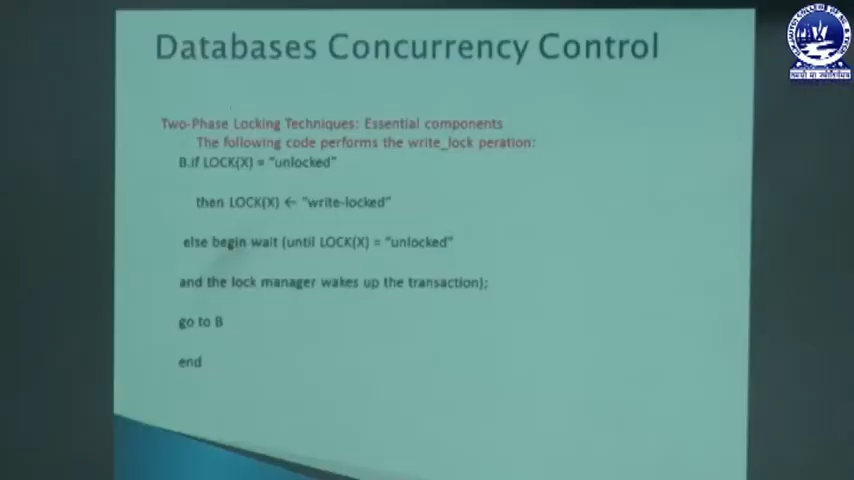 Databases Concurrency Control
Two-Phase Locking Techniques: Essential components
The following code performs the write_lock peration:
B.if LOCK(X) = "unlocked"
then LOCK(X) ← "write-locked"
else begin wait (until LOCK(X) = "unlocked"
and the lock manager wakes up the transaction);
go to B
end